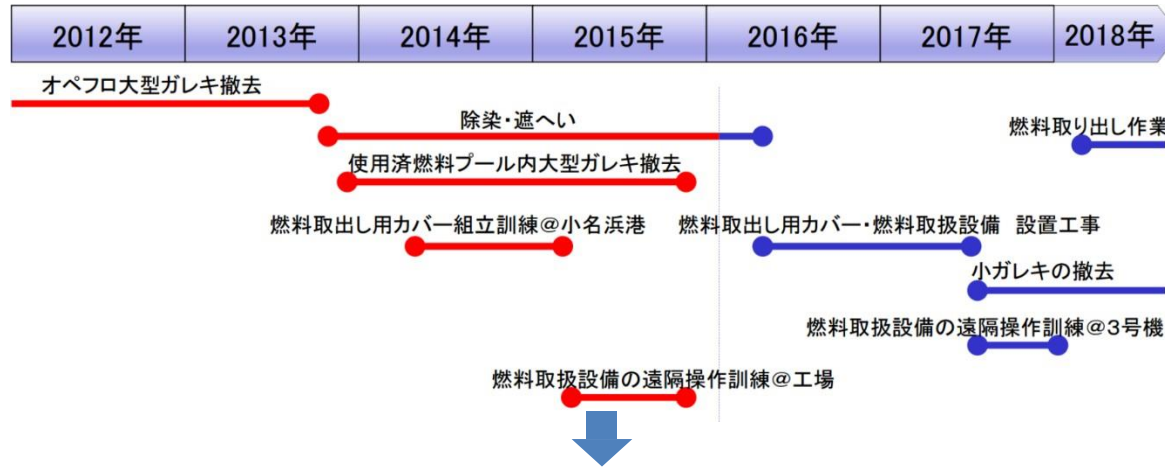 2012年 2013年 2014年 2015年 2016年 2017年 2018年
オペフロ大型ガレキ撤去
除染・遮へい
燃料取り出し作業
使用済燃料プール内大型ガレキ撤去
燃料取出し用カバー組立訓練@小名浜港
燃料取出し用カバー・燃料取扱設備 設置工事
小ガレキの撤去
燃料取扱設備の遠隔操作訓練@3号機
燃料取扱設備の遠隔操作訓練@工場